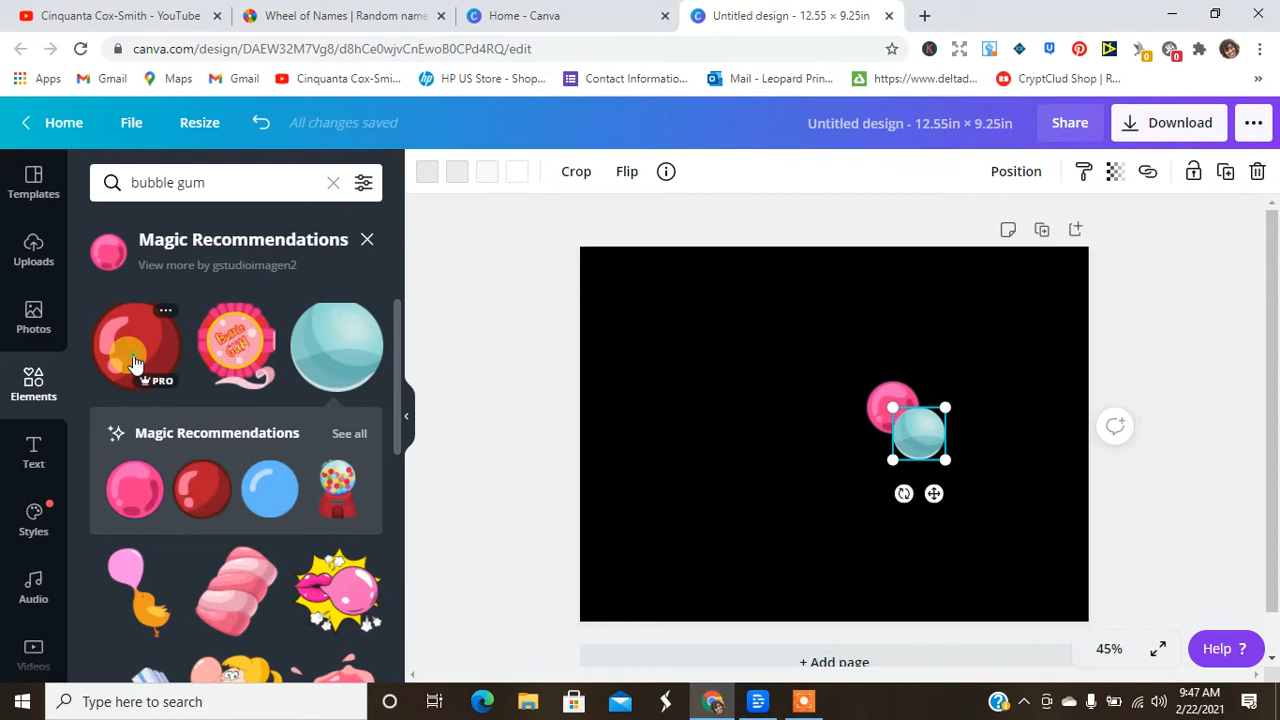 Cinquanta Cox-Smith - YouTube
Wheel of Names | Random name
Home - Canva
Untitled design - 12.55 × 9.25in
canva.com/design/DAEW32M7Vg8/d8hCe0wjvCnEwoB0CPd4RQ/edit
Apps
Gmail
Maps
Gmail
Cinquanta Cox-Smi...
HP US Store - Shop...
Contact Informatio...
Mail - Leopard Prin...
https://www.deltad...
CryptClud Shop | R...
»
Home
File
Resize
All changes saved
Untitled design - 12.55in × 9.25in
Share
Download
Templates
Uploads
Photos
Elements
Text
Styles
Audio
Videos
bubble gum
Magic Recommendations
View more by gstudioimagen2
PRO
Bubble
GUM
Magic Recommendations
See all
Crop
Flip
Position
+ Add page
45%
Help ?
Type here to search
9:47 AM
2/22/2021